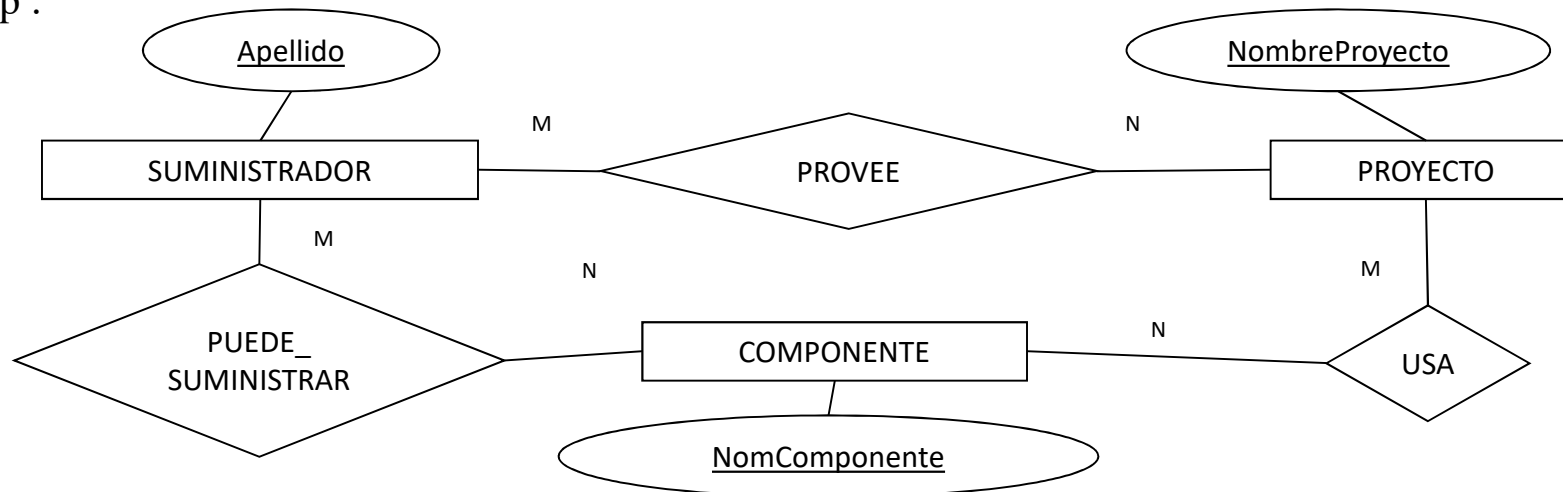 p .
Apellido
NombreProyecto
M
N
SUMINISTRADOR
PROVEE
PROYECTO
M
N
M
N
PUEDE_
SUMINISTRAR
COMPONENTE
USA
NomComponente